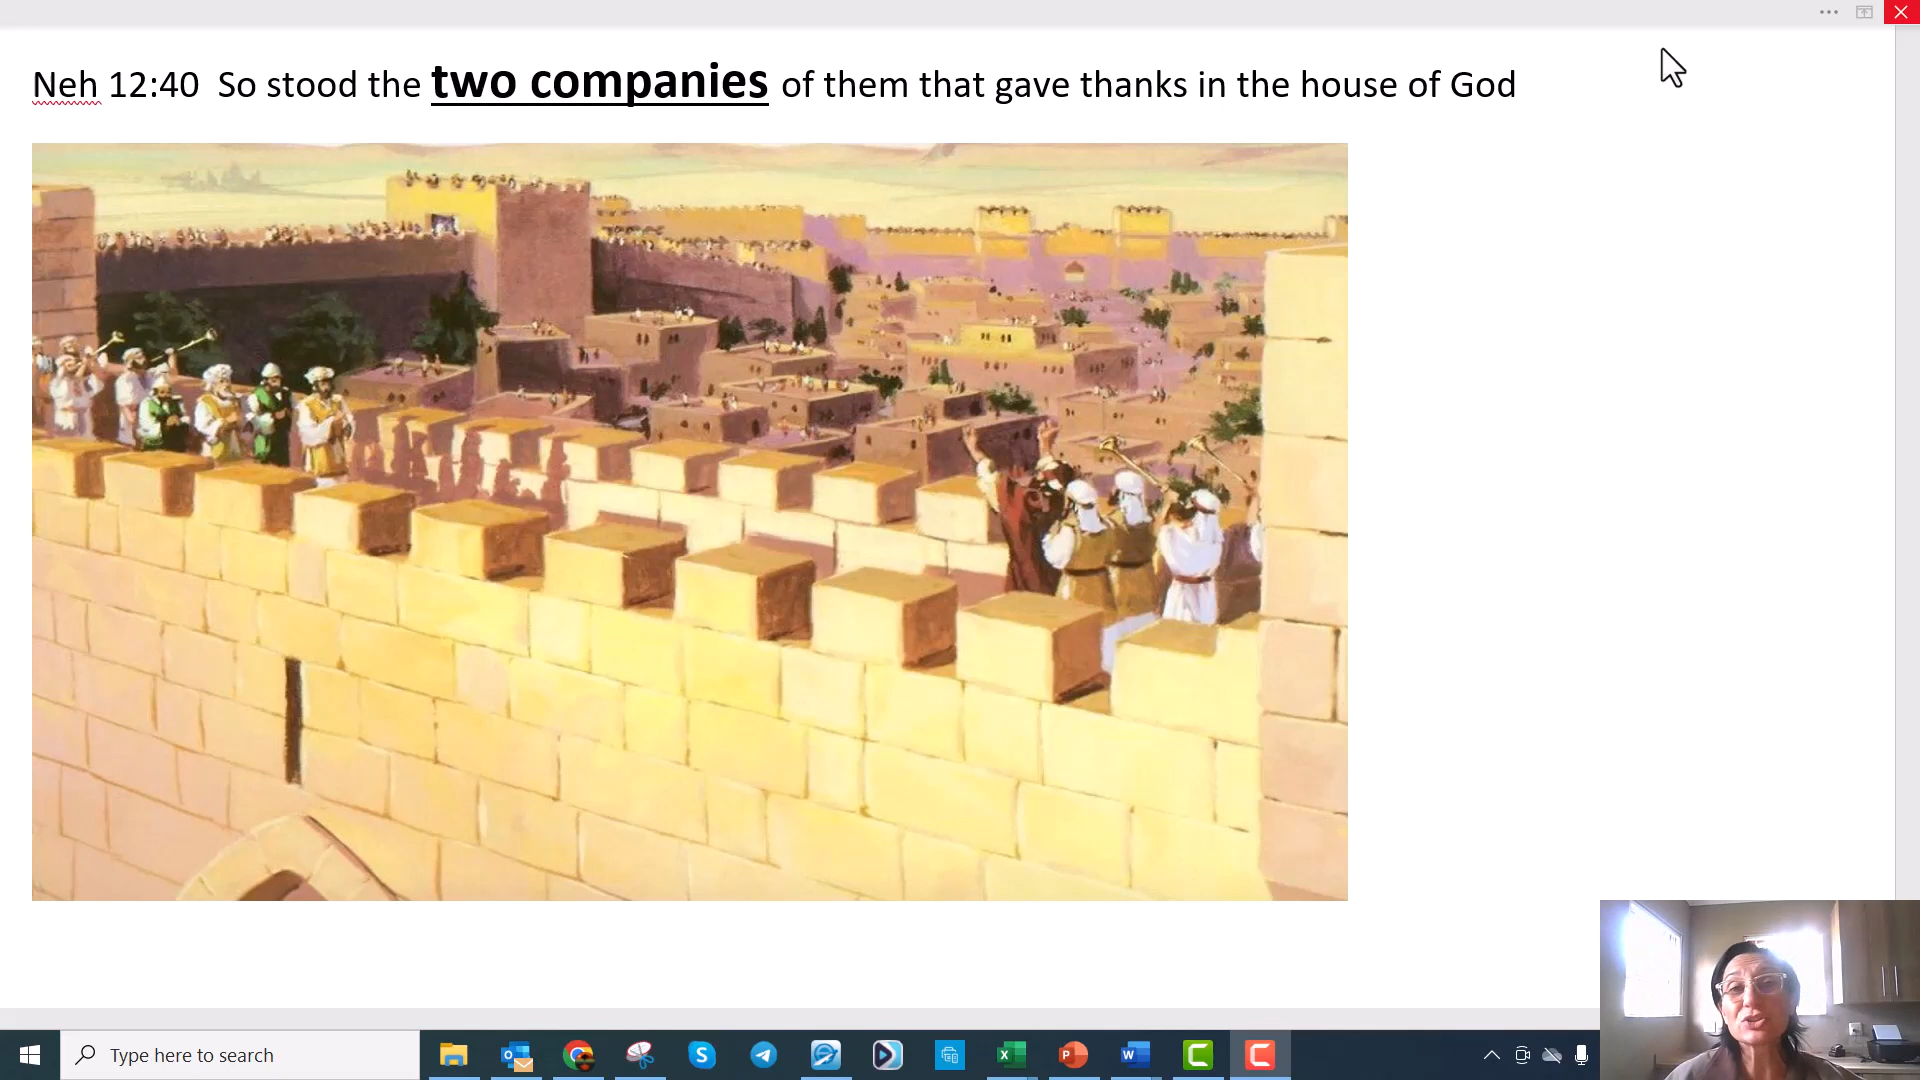 Neh 12:40 So stood the two companies of them that gave thanks in the house of God
Type here to search